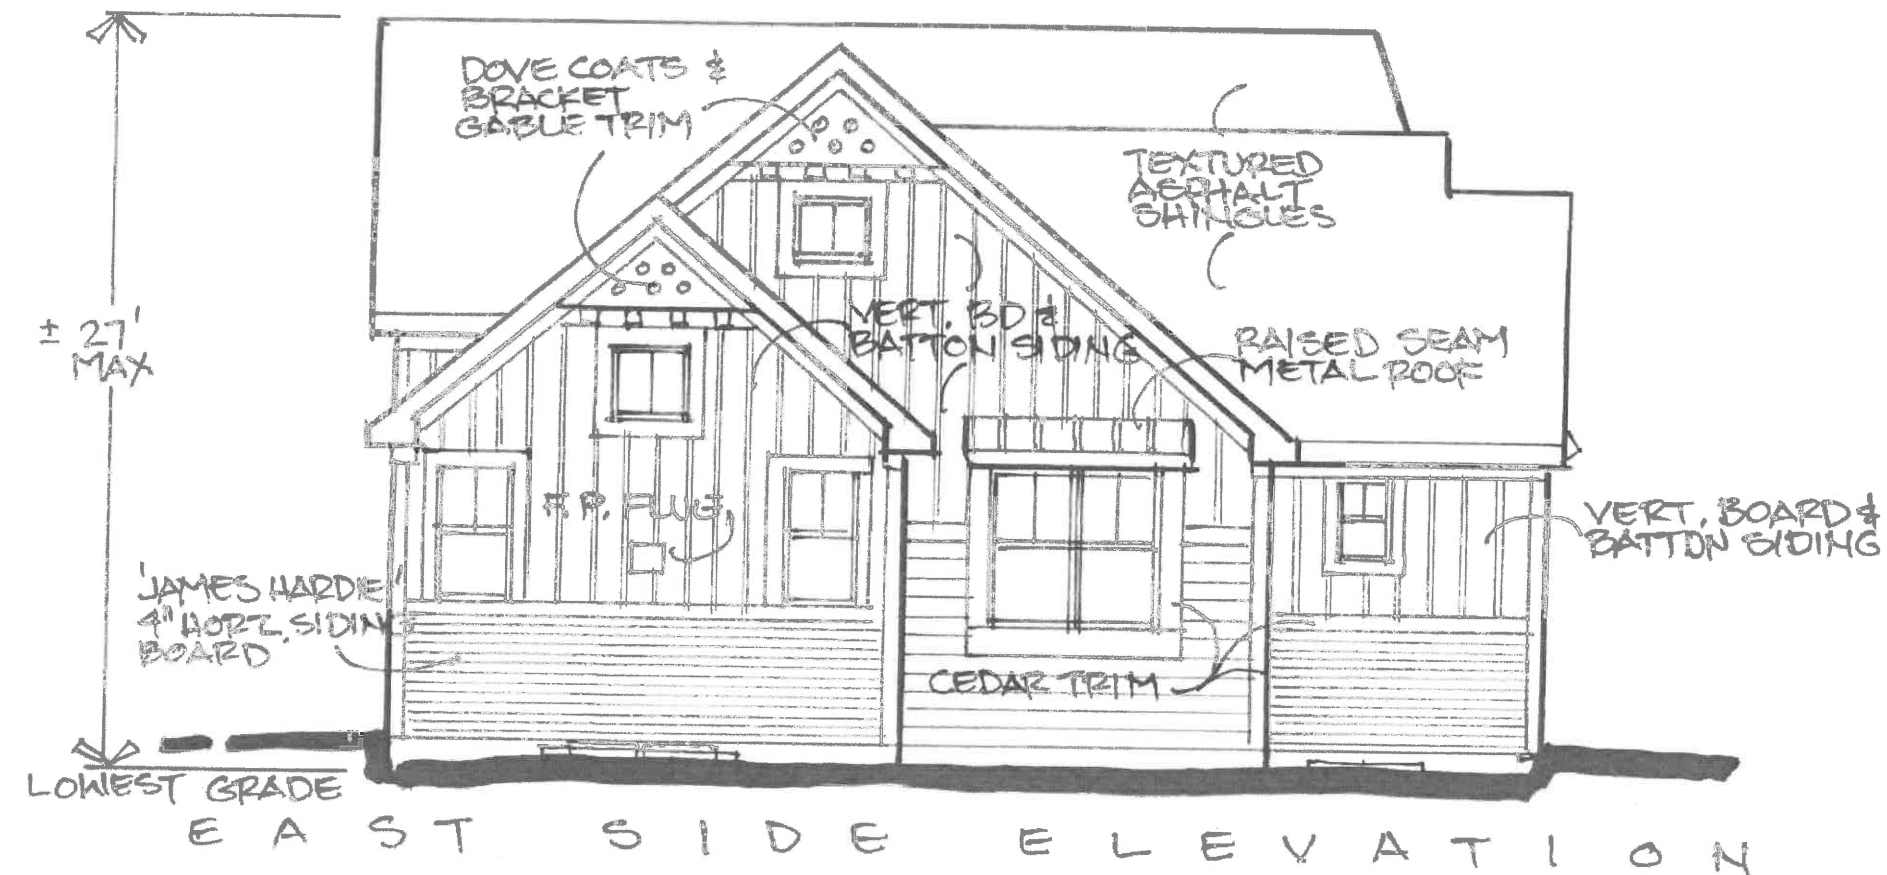 DOVE COATS &
BRACKET
GABLE TRIM
TEXTURED
ASPHALT
SHINGLES
± 27'
MAX
VERT. BD &
BATTON SIDING
RAISED SEAM
METAL ROOF
F.P. FLUE
VERT. BOARD &
BATTON SIDING
'JAMES HARDIE'
4" HORZ. SIDING
BOARD
CEDAR TRIM
LOWEST GRADE
EAST SIDE ELEVATION